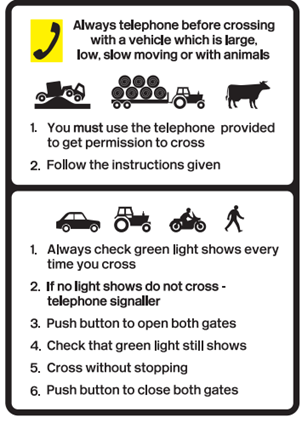 Always telephone before crossing
with a vehicle which is large,
low, slow moving or with animals
1. You must use the telephone provided
to get permission to cross
2. Follow the instructions given
1. Always check green light shows every
time you cross
2. If no light shows do not cross -
telephone signaller
3. Push button to open both gates
4. Check that green light still shows
5. Cross without stopping
6. Push button to close both gates